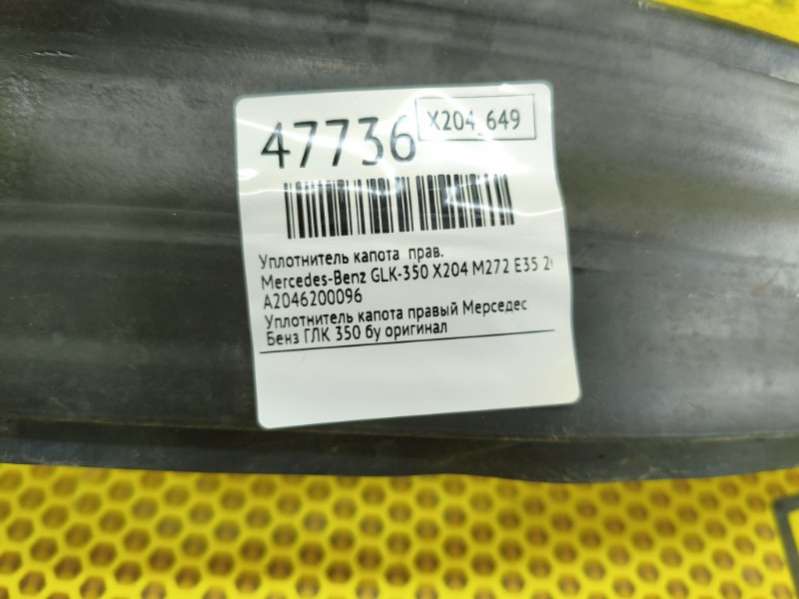 47736
X204_649
Уплотнитель капота прав.
Mercedes-Benz GLK-350 X204 M272 E35
A2046200096
Уплотнитель капота правый Мерседес
Бенз ГЛК 350 бу оригинал